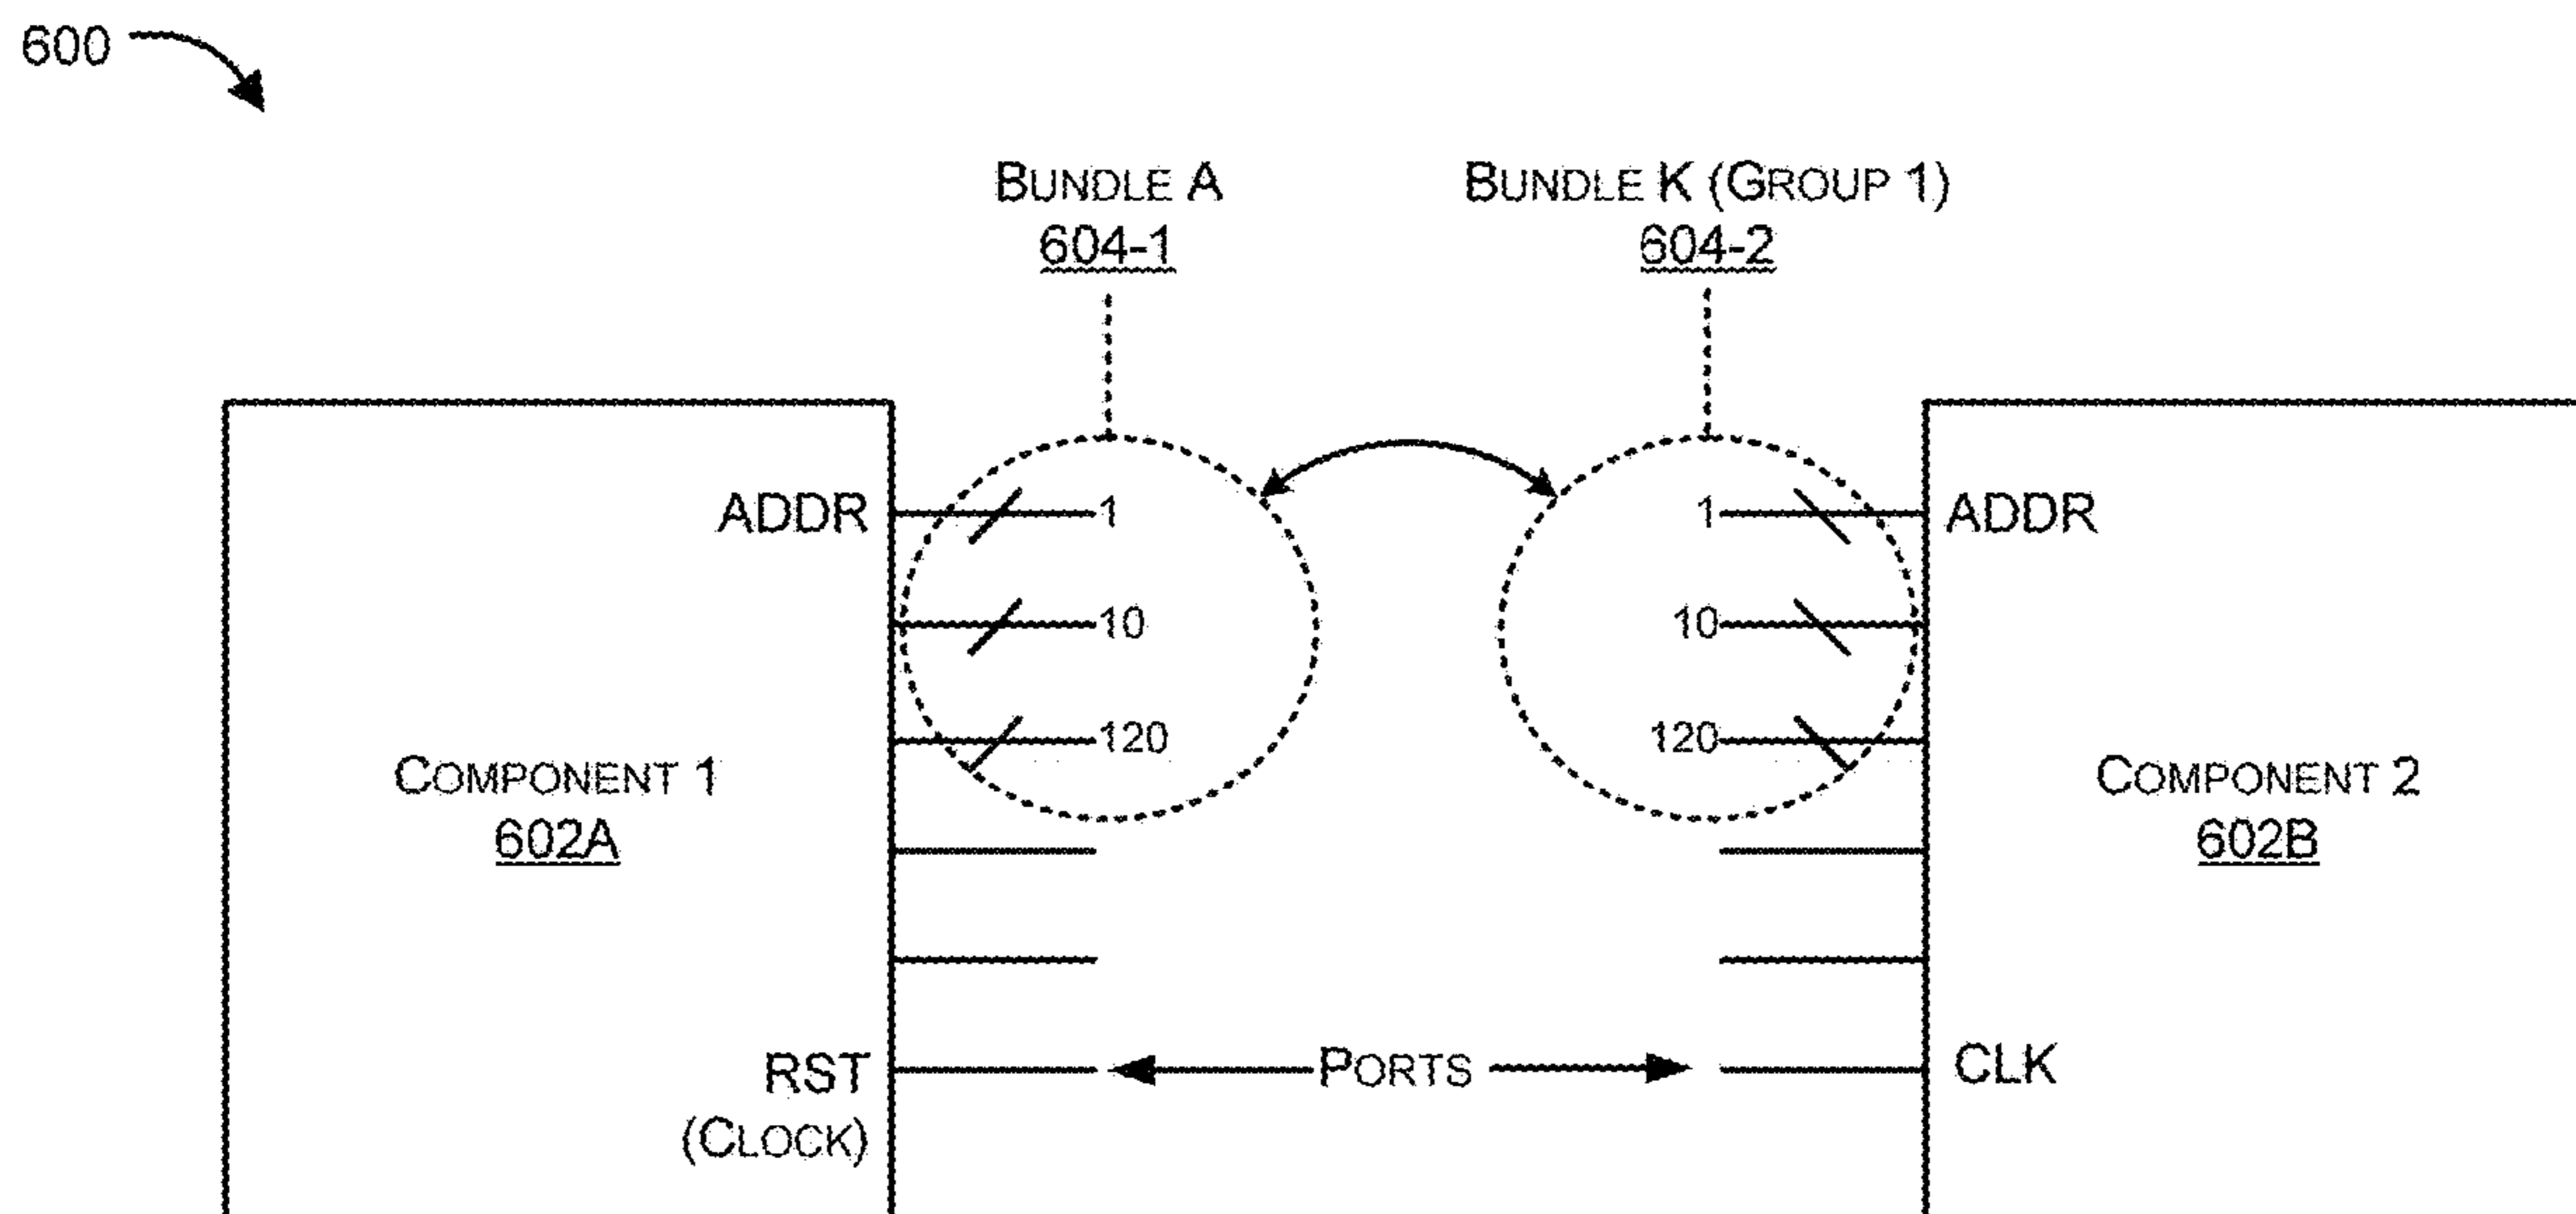 600
BUNDLE A
604-1
BUNDLE K (GROUP 1)
604-2
ADDR
1
10
120
COMPONENT 1
602A
RST
(CLOCK)
PORTS
1
10
120
ADDR
COMPONENT 2
602B
CLK